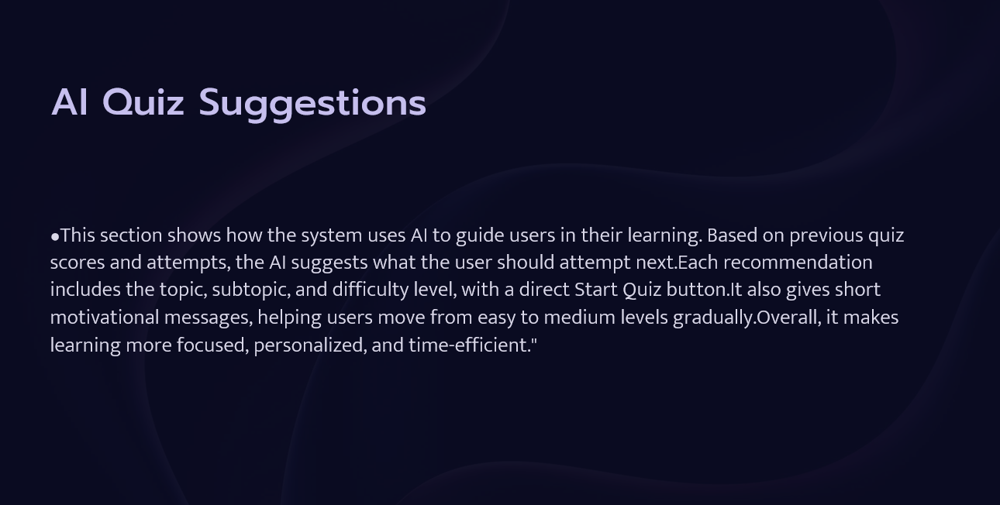 AI Quiz Suggestions
●This section shows how the system uses AI to guide users in their learning. Based on previous quiz
scores and attempts, the AI suggests what the user should attempt next.Each recommendation
includes the topic, subtopic, and difficulty level, with a direct Start Quiz button.It also gives short
motivational messages, helping users move from easy to medium levels gradually.Overall, it makes
learning more focused, personalized, and time-efficient."